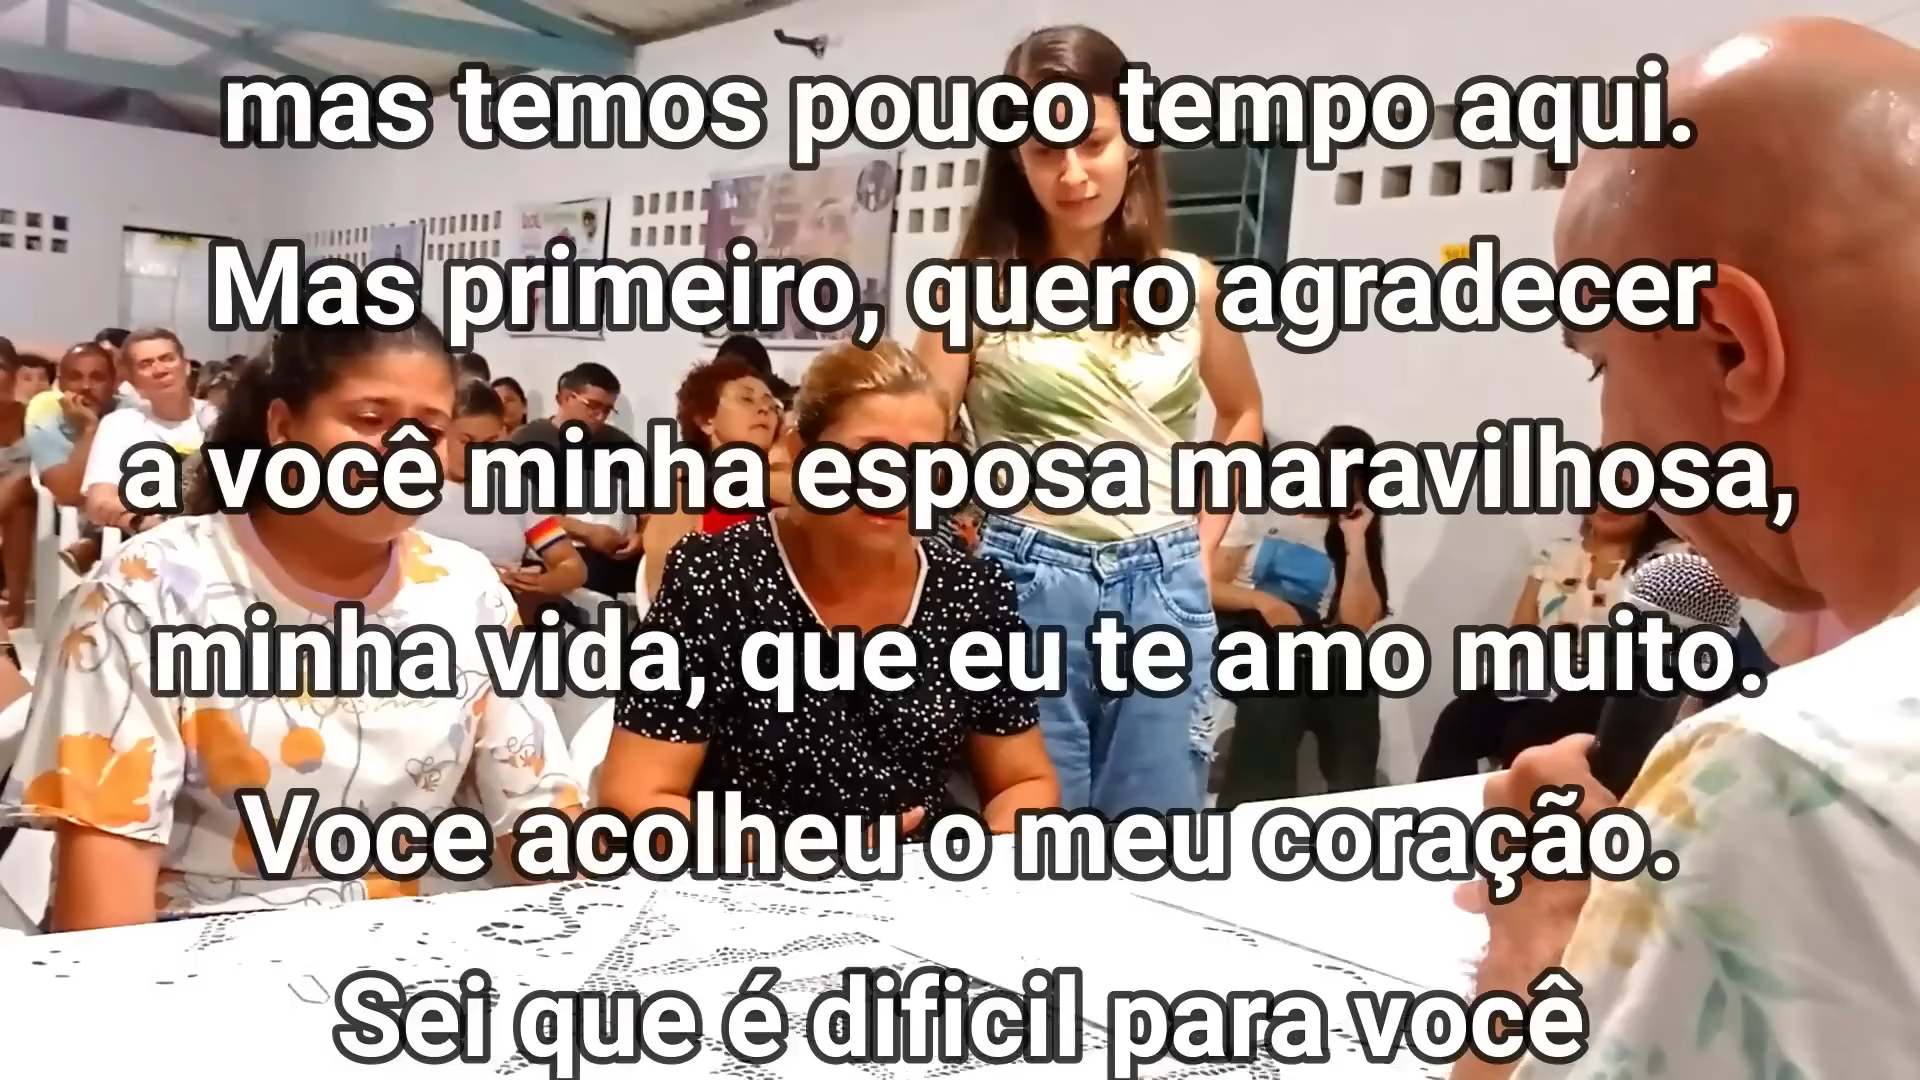 mas temos pouco tempo aqui.
Mas primeiro, quero agradecer
a você minha esposa maravilhosa,
minha vida, que eu te amo muito.
Voce acolheu o meu coração.
Sei que é dificil para você